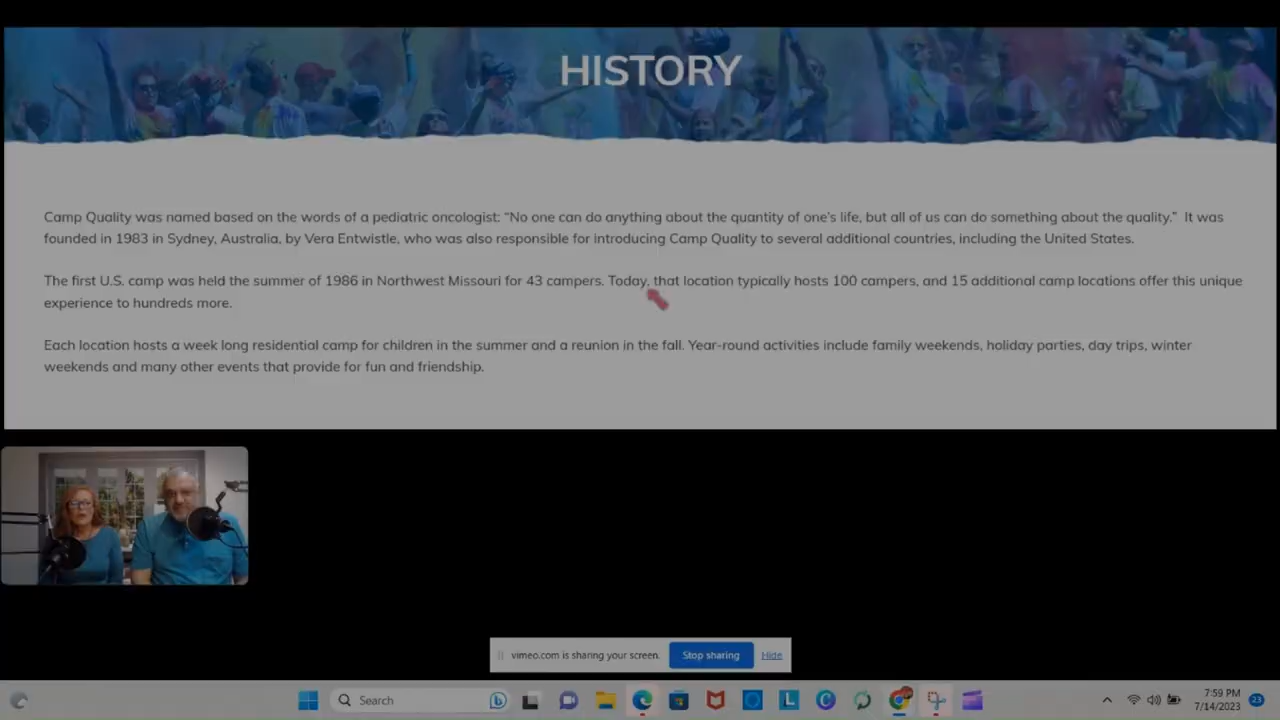 HISTORY
Camp Quality was named based on the words of a pediatric oncologist: “No one can do anything about the quantity of one’s life, but all of us can do something about the quality.” It was
founded in 1983 in Sydney, Australia, by Vera Entwistle, who was also responsible for introducing Camp Quality to several additional countries, including the United States.
The first U.S. camp was held the summer of 1986 in Northwest Missouri for 43 campers. Today, that location typically hosts 100 campers, and 15 additional camp locations offer this unique
experience to hundreds more.
Each location hosts a week long residential camp for children in the summer and a reunion in the fall. Year-round activities include family weekends, holiday parties, day trips, winter
weekends and many other events that provide for fun and friendship.
vimeo.com is sharing your screen. Stop sharing Hide
Search
7:59 PM
7/14/2023
23